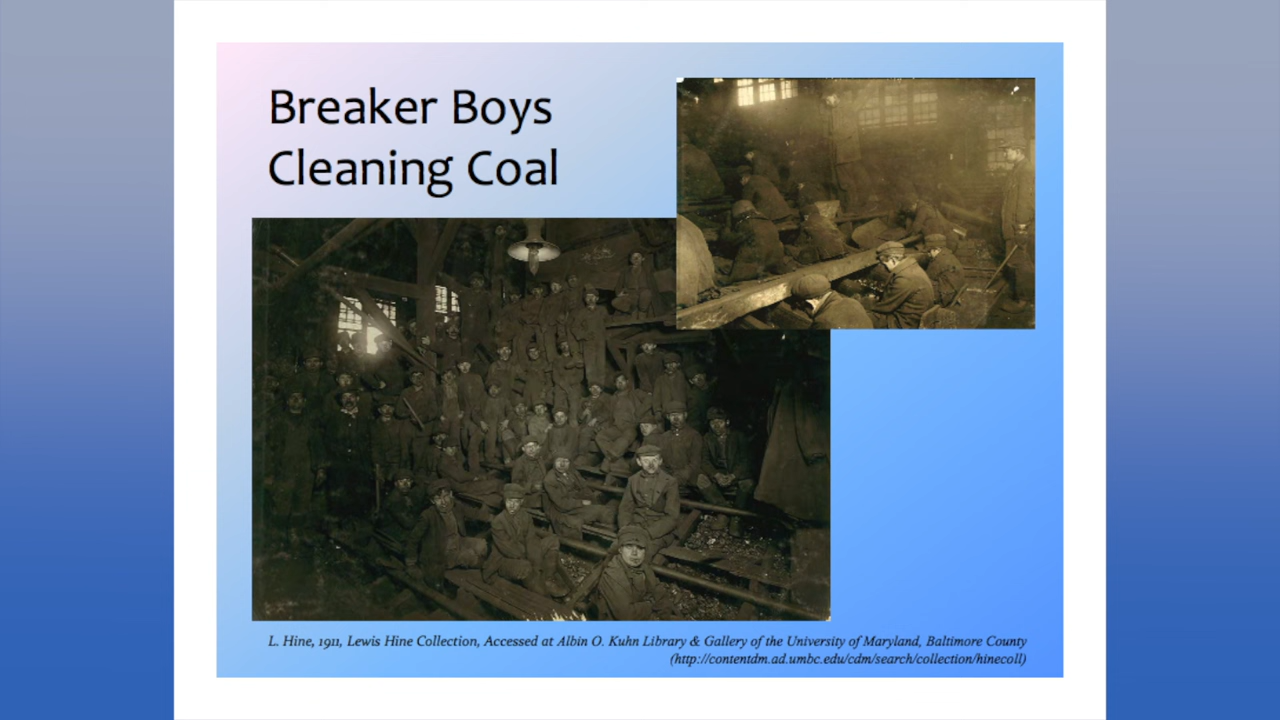 Breaker Boys
Cleaning Coal
L. Hine, 1911, Lewis Hine Collection, Accessed at Albin O. Kuhn Library & Gallery of the University of Maryland, Baltimore County
(http://contentdm.ad.umbc.edu/cdm/search/collection/hinecoll)